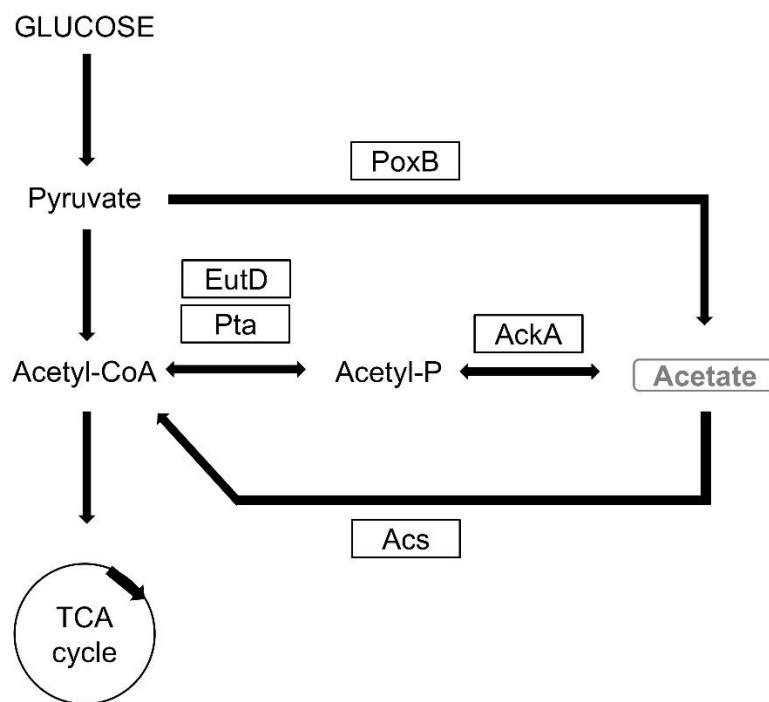 GLUCOSE
PoxB
Pyruvate
EutD
Pta
AckA
Acetyl-CoA
Acetyl-P
Acetate
Acs
TCA
cycle